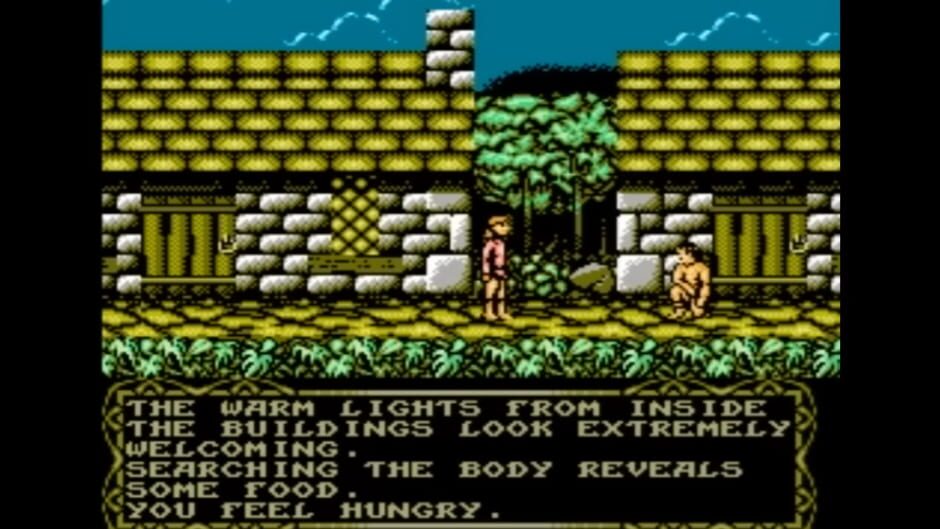 THE WARM LIGHTS FROM INSIDE
THE BUILDINGS LOOK EXTREMELY
WELCOMING.
SEARCHING THE BODY REVEALS
SOME FOOD.
YOU FEEL HUNGRY.